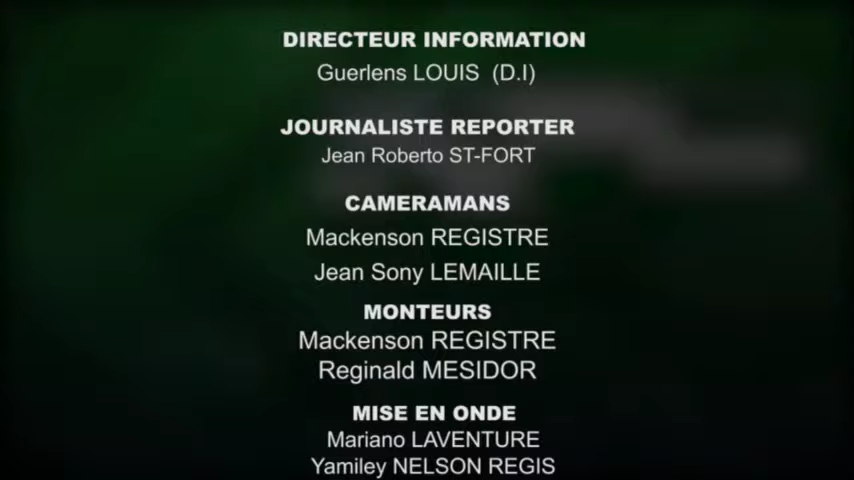 DIRECTEUR INFORMATION
Guerlens LOUIS (D.I)
JOURNALISTE REPORTER
Jean Roberto ST-FORT
CAMERAMANS
Mackenson REGISTRE
Jean Sony LEMAILLE
MONTEURS
Mackenson REGISTRE
Reginald MESIDOR
MISE EN ONDE
Mariano LAVENTURE
Yamiley NELSON REGIS